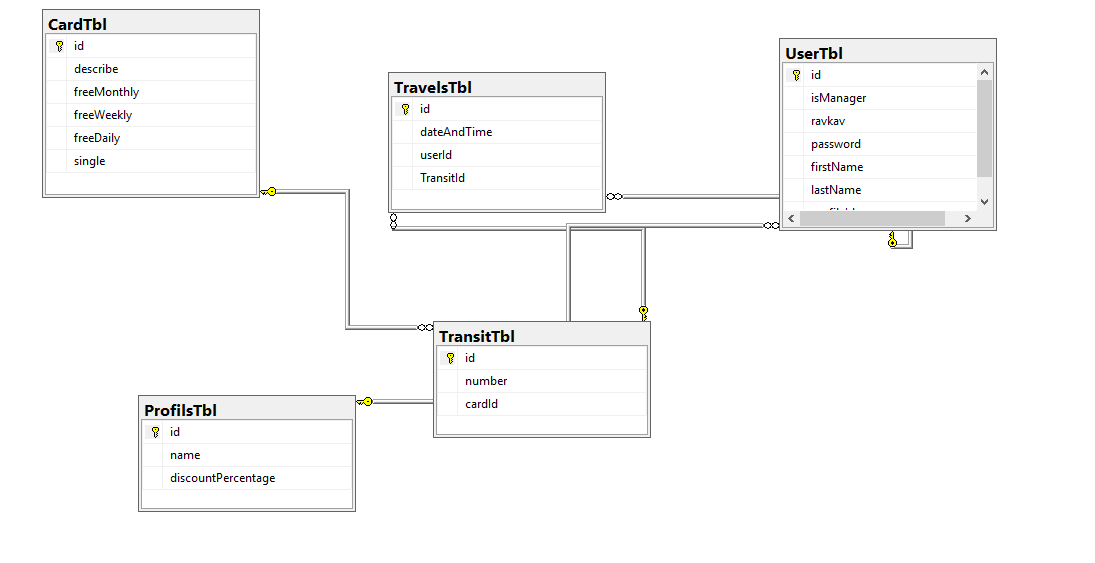 CardTbl
id
describe
freeMonthly
freeWeekly
freeDaily
single
TravelsTbl
id
dateAndTime
userId
TransitId
UserTbl
id
isManager
ravkav
password
firstName
lastName
TransitTbl
id
number
cardId
ProfilsTbl
id
name
discountPercentage